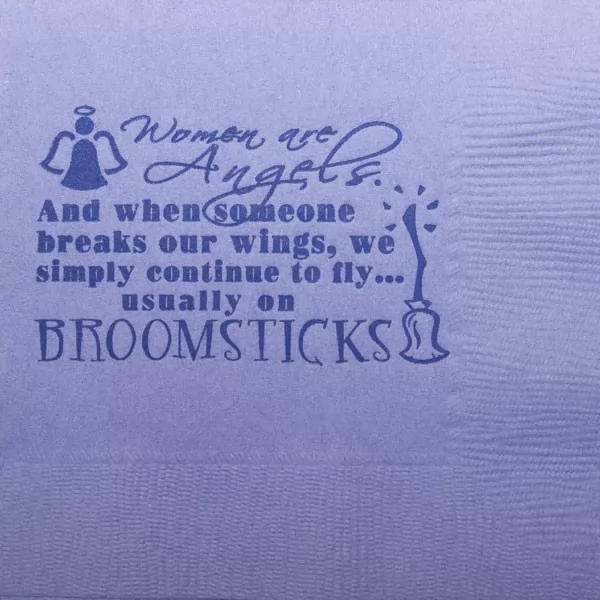 Women are
Angels.
And when someone
breaks our wings, we
simply continue to fly...
usually on
BROOMSTICKS